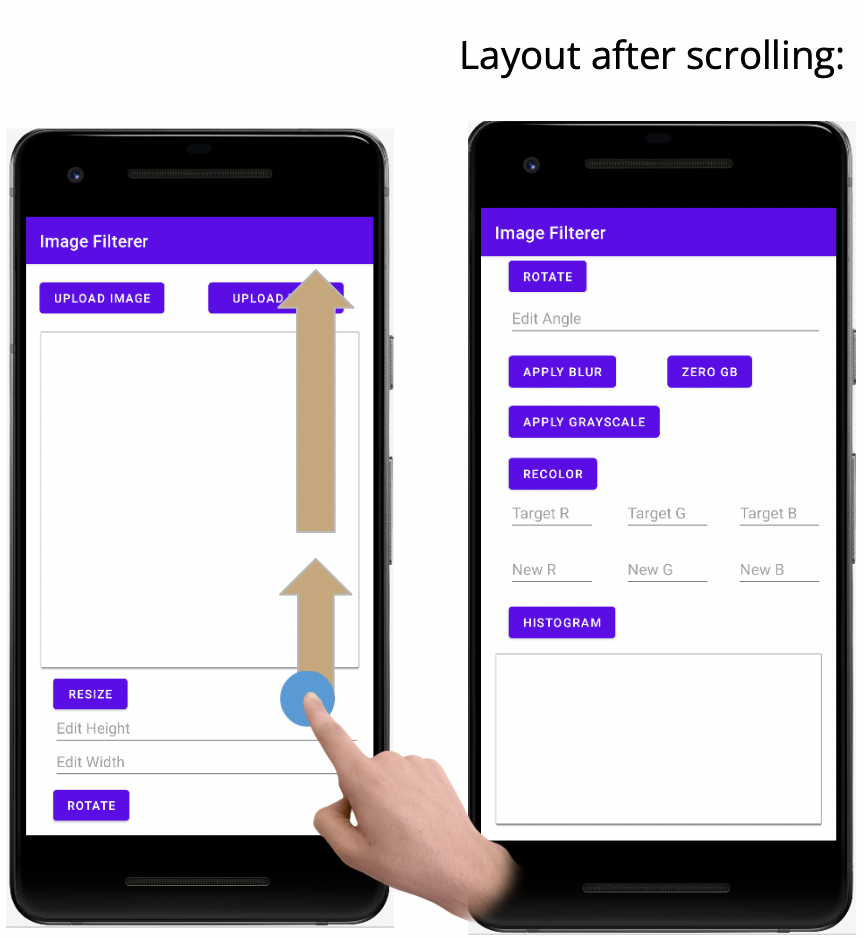 Layout after scrolling:
Image Filterer
UPLOAD IMAGE UPLOAD
RESIZE
Edit Height
Edit Width
ROTATE
Image Filterer
ROTATE
Edit Angle
APPLY BLUR ZERO GB
APPLY GRAYSCALE
RECOLOR
Target R Target G Target B
New R New G New B
HISTOGRAM